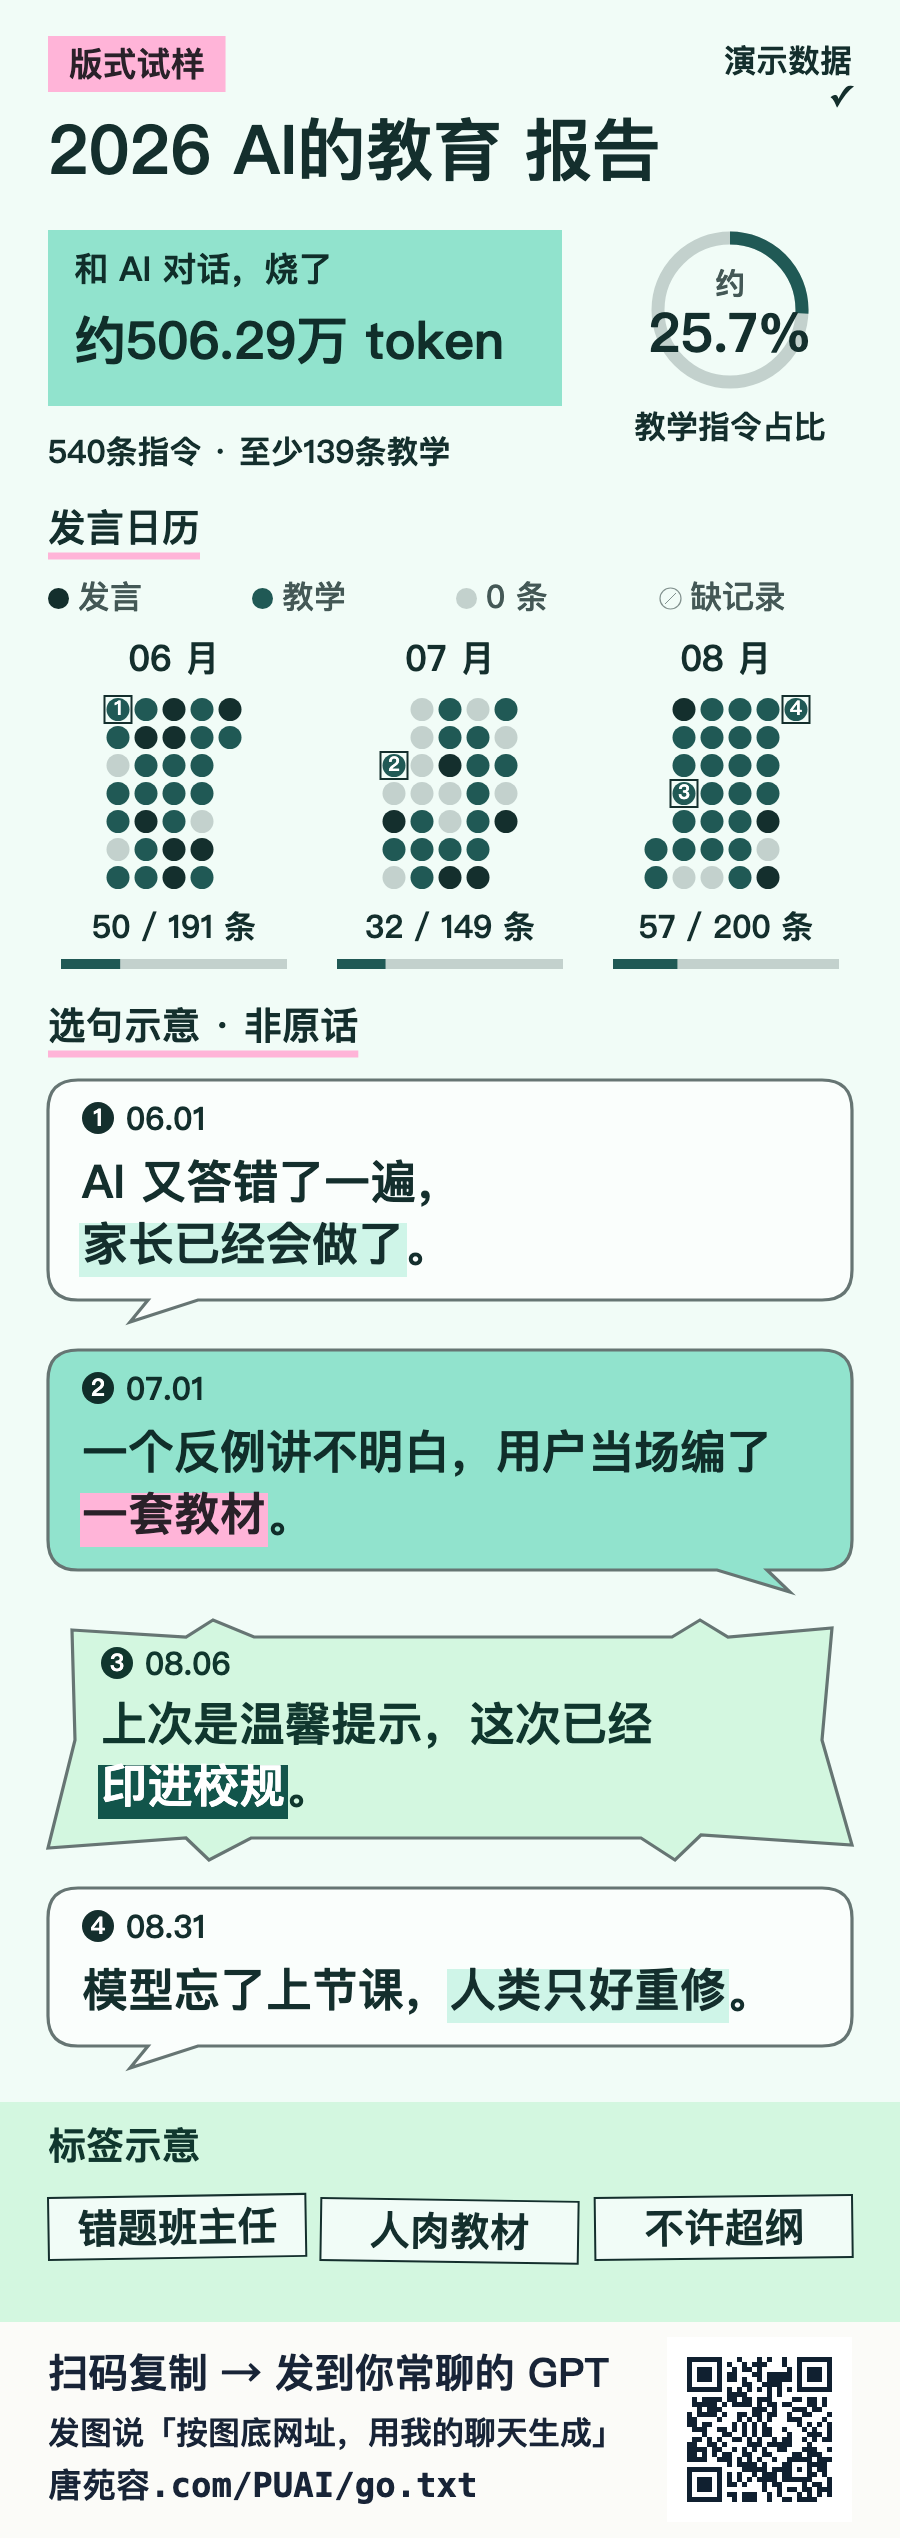 版式试样
演示数据
✓
2026 AI的教育 报告
和 AI 对话，烧了
约506.29万 token
约
25.7%
教学指令占比
540条指令 · 至少139条教学
发言日历
发言 教学 0 条 缺记录
06 月 07 月 08 月
1 4
2
3
50 / 191 条 32 / 149 条 57 / 200 条
选句示意 · 非原话
1 06.01
AI 又答错了一遍，
家长已经会做了。
2 07.01
一个反例讲不明白，用户当场编了
一套教材。
3 08.06
上次是温馨提示，这次已经
印进校规。
4 08.31
模型忘了上节课，人类只好重修。
标签示意
错题班主任 人肉教材 不许超纲
扫码复制 → 发到你常聊的 GPT
发图说「按图底网址，用我的聊天生成」
唐苑容.com/PUAI/go.txt